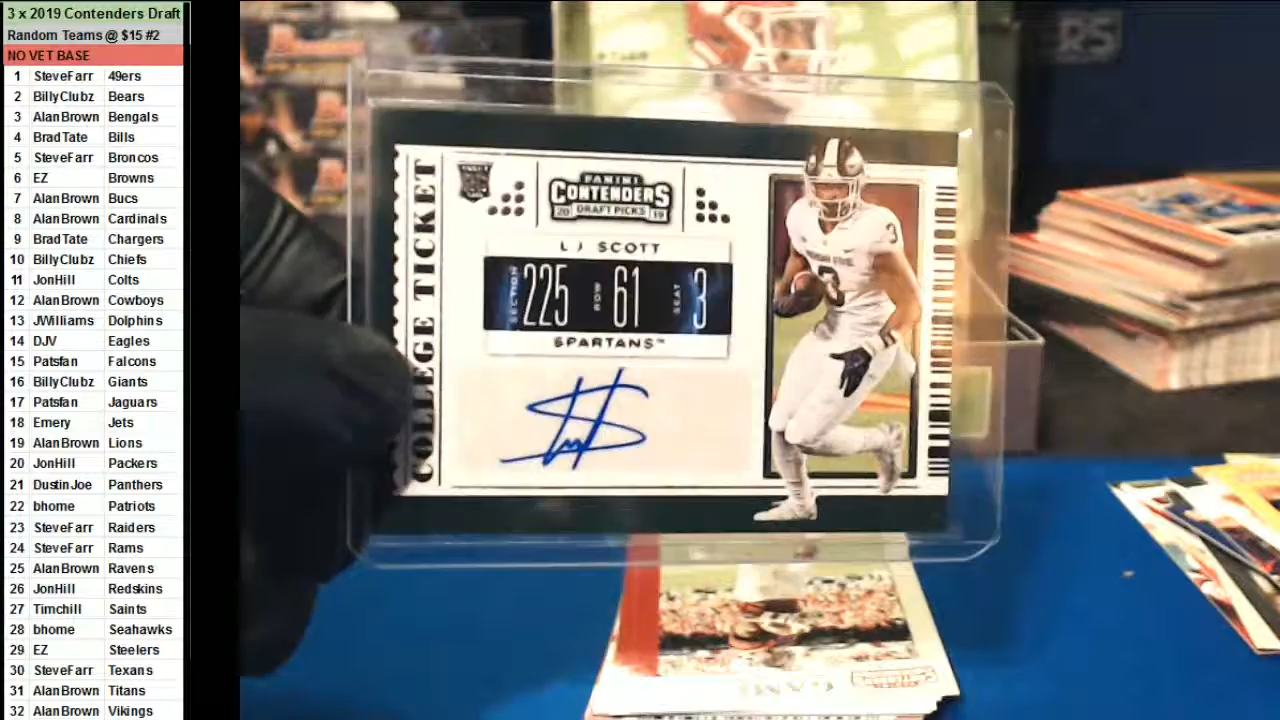 3 x 2019 Contenders Draft
Random Teams @ $15 #2
NO VET BASE
1 SteveFarr 49ers
2 BillyClubz Bears
3 AlanBrown Bengals
4 BradTate Bills
5 SteveFarr Broncos
6 EZ Browns
7 AlanBrown Bucs
8 AlanBrown Cardinals
9 BradTate Chargers
10 BillyClubz Chiefs
11 JonHill Colts
12 AlanBrown Cowboys
13 JWilliams Dolphins
14 DJV Eagles
15 Patsfan Falcons
16 BillyClubz Giants
17 Patsfan Jaguars
18 Emery Jets
19 AlanBrown Lions
20 JonHill Packers
21 DustinJoe Panthers
22 bhome Patriots
23 SteveFarr Raiders
24 SteveFarr Rams
25 AlanBrown Ravens
26 JonHill Redskins
27 Timchill Saints
28 bhome Seahawks
29 EZ Steelers
30 SteveFarr Texans
31 AlanBrown Titans
32 AlanBrown Vikings
COLLEGE TICKET
PANINI
CONTENDERS
20 DRAFT PICKS 19
L J SCOTT
SECTION 225 ROW 61 SEAT 3
SPARTANS™
3
RS
GAME